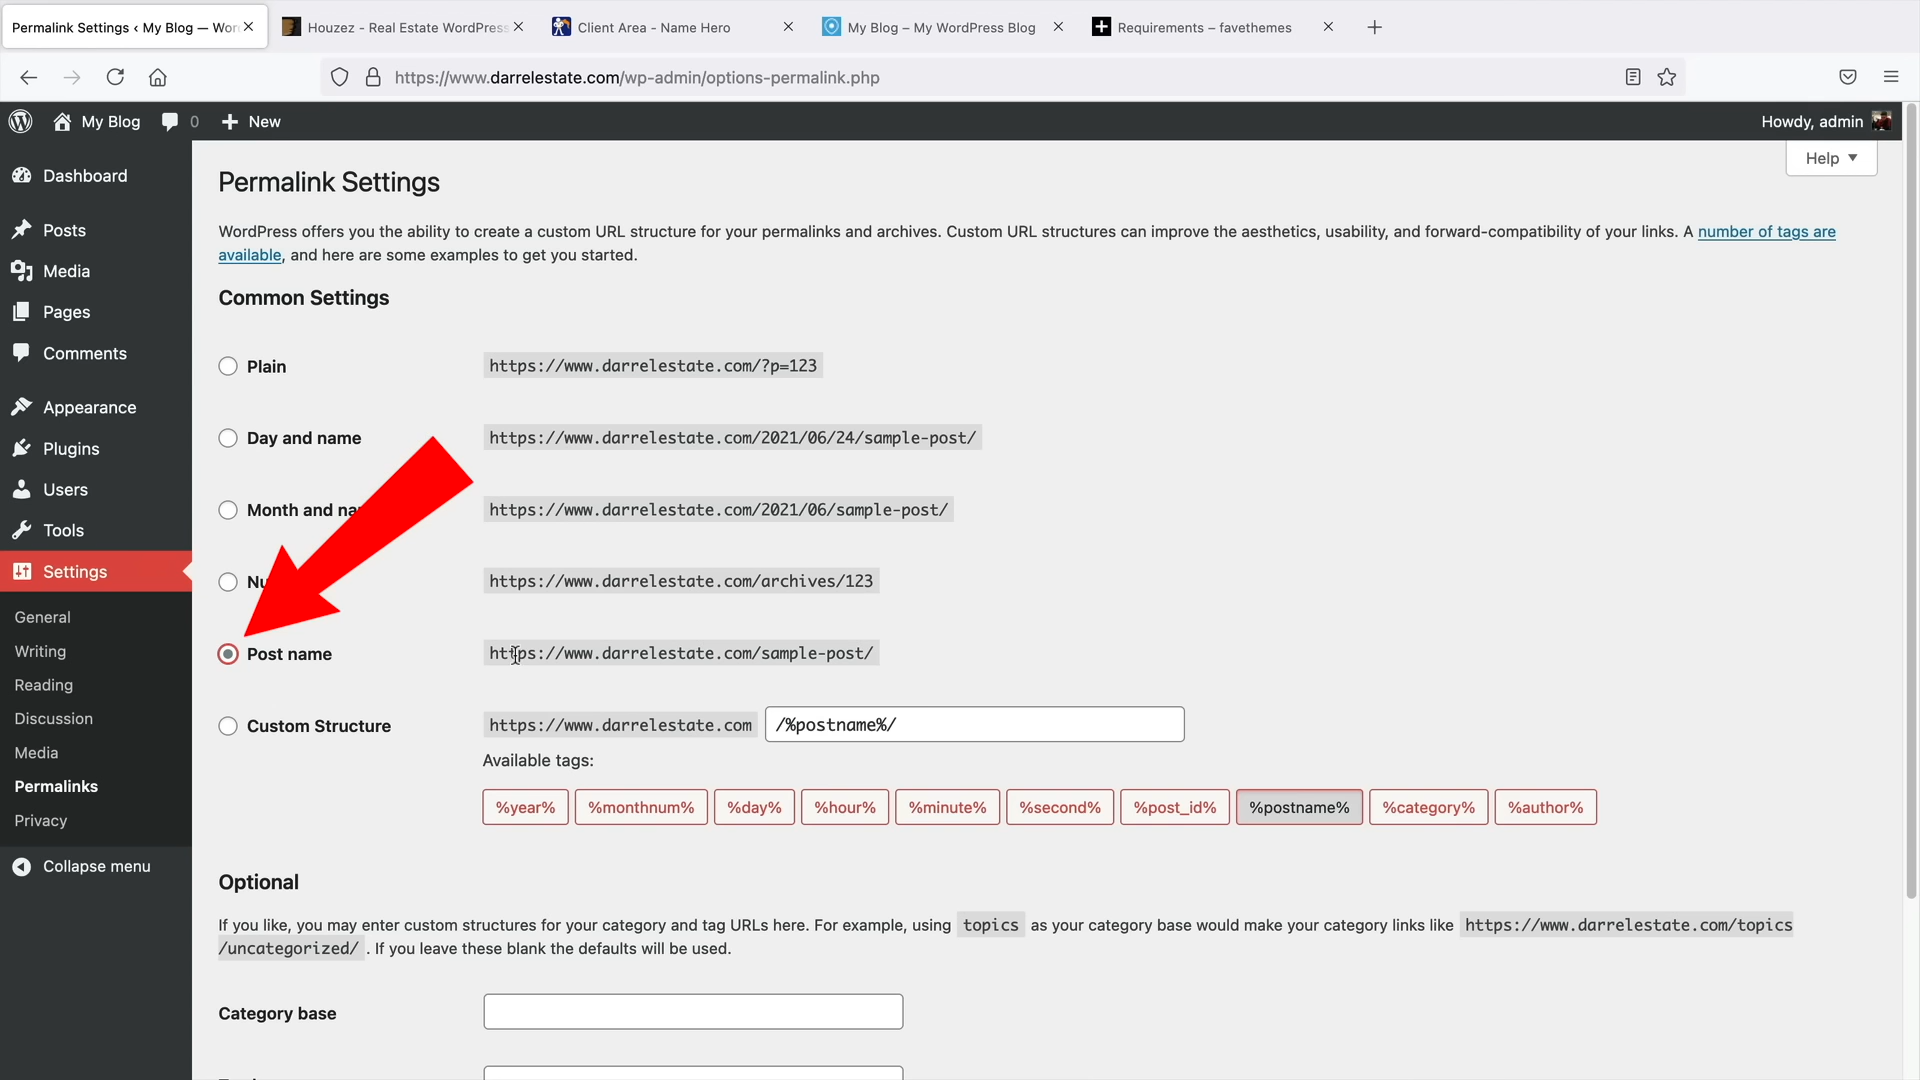 Permalink Settings ‹ My Blog — Wor
Houzez - Real Estate WordPress
Client Area - Name Hero
My Blog – My WordPress Blog
Requirements – favethemes
https://www.darrelestate.com/wp-admin/options-permalink.php
My Blog
0
New
Howdy, admin
Help
Dashboard
Posts
Media
Pages
Comments
Appearance
Plugins
Users
Tools
Settings
General
Writing
Reading
Discussion
Media
Permalinks
Privacy
Collapse menu
Permalink Settings
WordPress offers you the ability to create a custom URL structure for your permalinks and archives. Custom URL structures can improve the aesthetics, usability, and forward-compatibility of your links. A number of tags are
available, and here are some examples to get you started.
Common Settings
Plain https://www.darrelestate.com/?p=123
Day and name https://www.darrelestate.com/2021/06/24/sample-post/
Month and https://www.darrelestate.com/2021/06/sample-post/
https://www.darrelestate.com/archives/123
Post name https://www.darrelestate.com/sample-post/
Custom Structure https://www.darrelestate.com /%postname%/
Available tags:
%year% %monthnum% %day% %hour% %minute% %second% %post_id% %postname% %category% %author%
Optional
If you like, you may enter custom structures for your category and tag URLs here. For example, using topics as your category base would make your category links like https://www.darrelestate.com/topics
/uncategorized/ . If you leave these blank the defaults will be used.
Category base